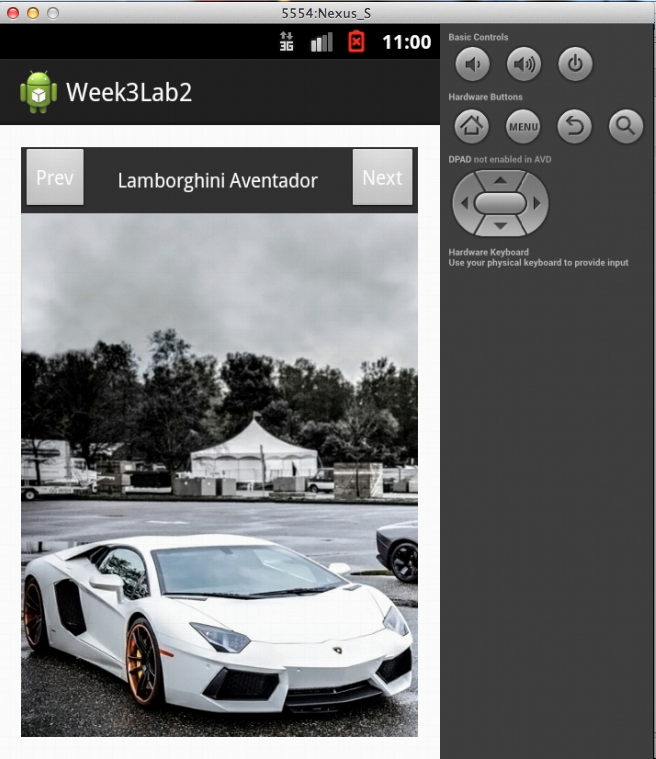 5554:Nexus_S
3G 11:00
Week3Lab2
Prev Lamborghini Aventador Next
Basic Controls
Hardware Buttons
MENU
DPAD not enabled in AVD
Hardware Keyboard
Use your physical keyboard to provide input